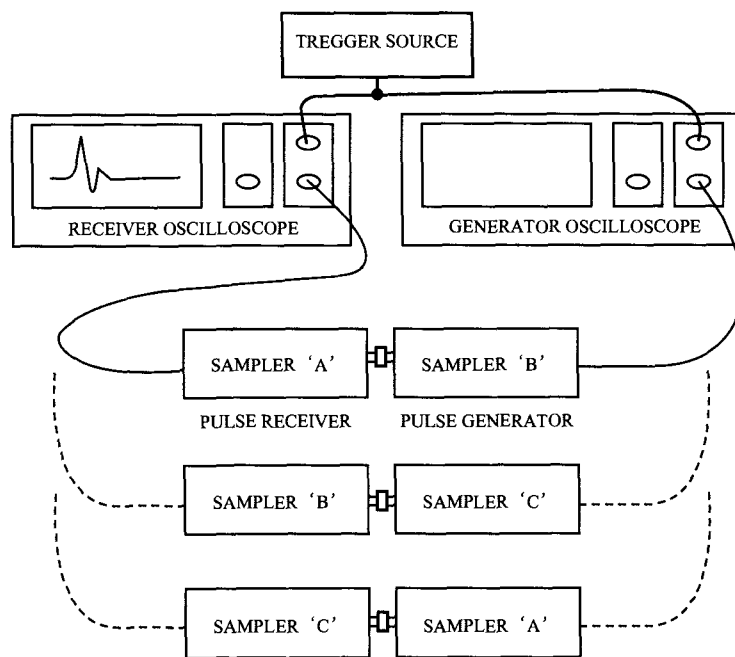 TREGGER SOURCE
RECEIVER OSCILLOSCOPE
GENERATOR OSCILLOSCOPE
SAMPLER ‘A’
SAMPLER ‘B’
PULSE RECEIVER
PULSE GENERATOR
SAMPLER ‘B’
SAMPLER ‘C’
SAMPLER ‘C’
SAMPLER ‘A’